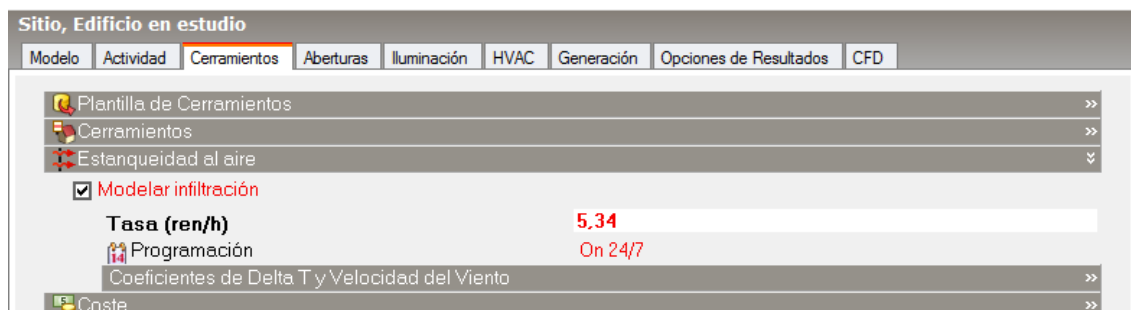 Sitio, Edificio en estudio
Modelo Actividad Cerramientos Aberturas Iluminación HVAC Generación Opciones de Resultados CFD
Plantilla de Cerramientos »
Cerramientos »
Estanqueidad al aire
Modelar infiltración
Tasa (ren/h) 5,34
14 Programación On 24/7
Coeficientes de Delta T y Velocidad del Viento »
Coste »